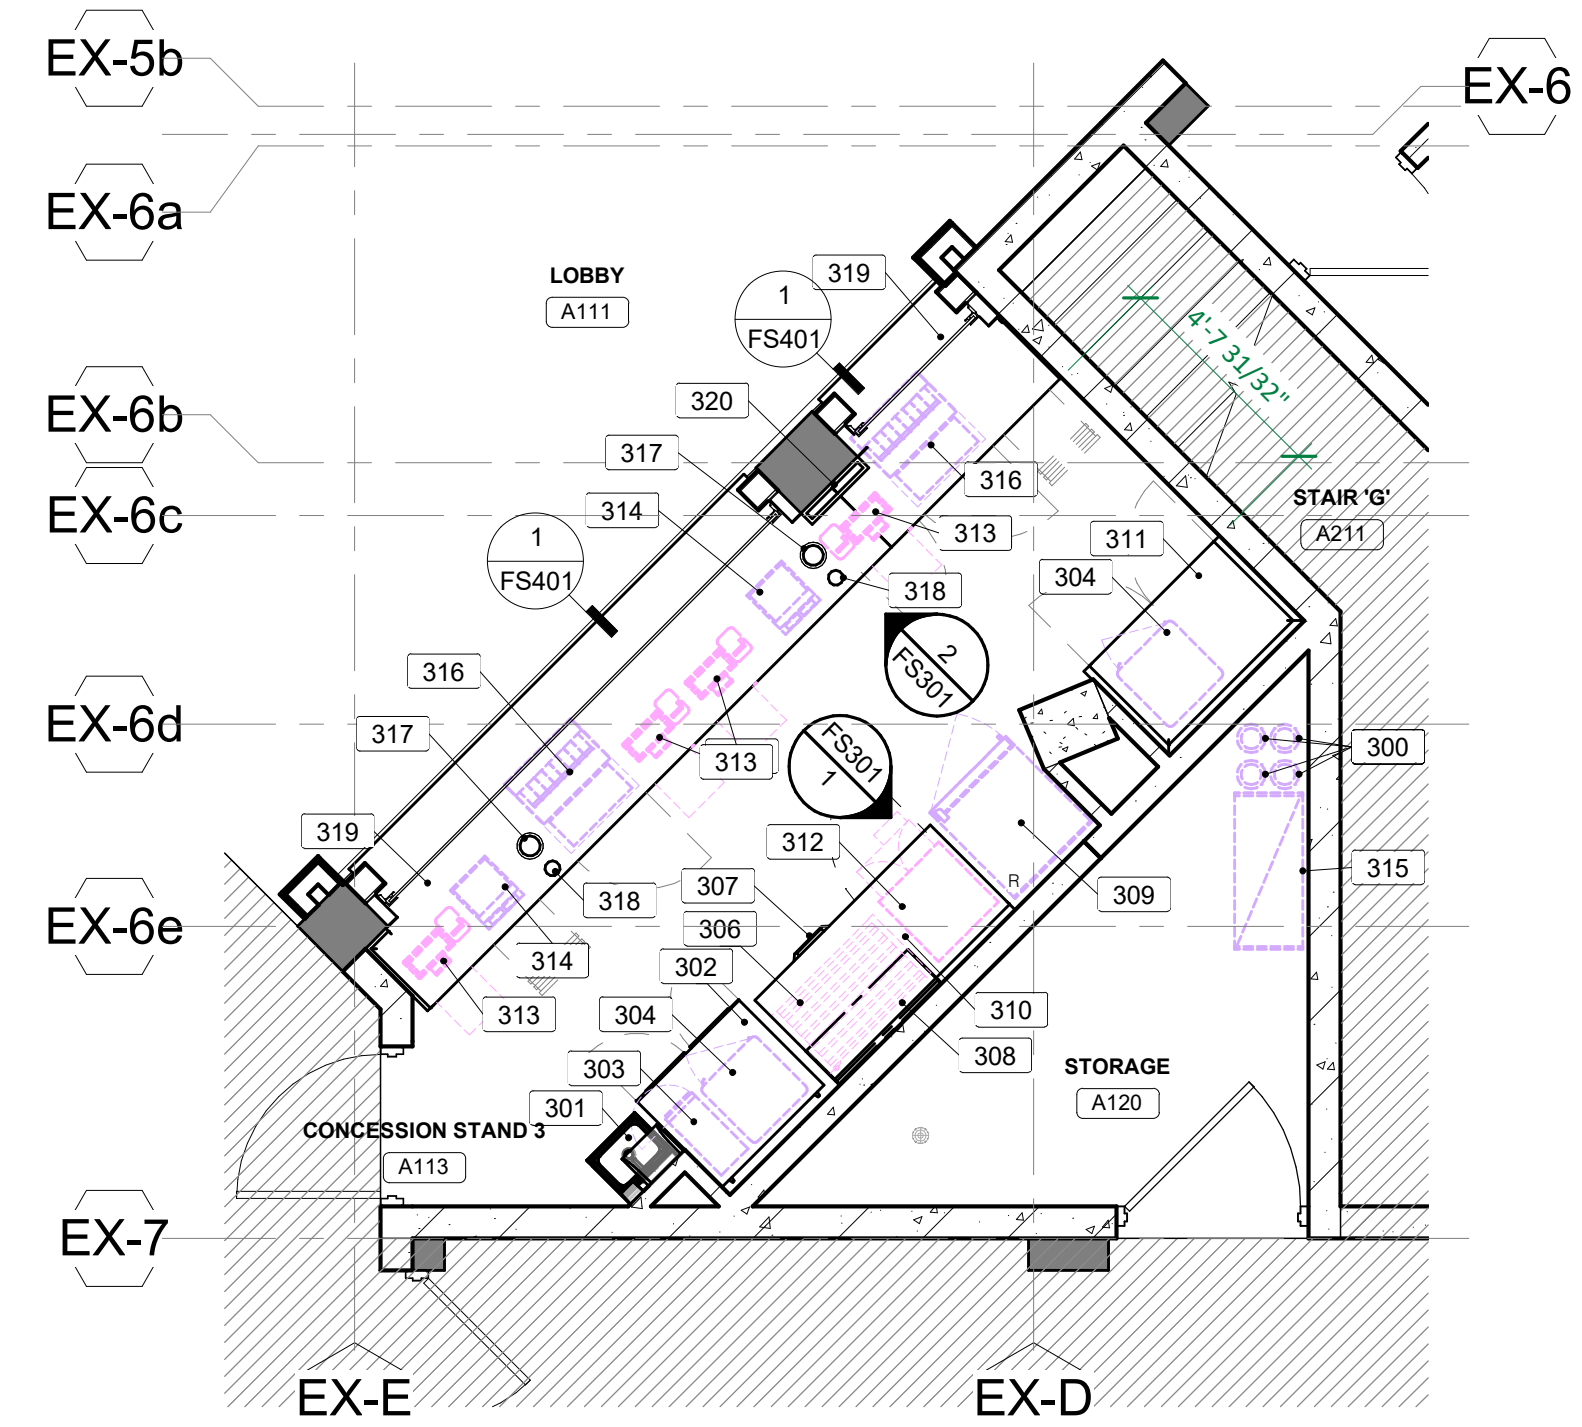 EX-5b
EX-6
EX-6a
LOBBY
A111
1
FS401
319
EX-6b
320
317
316
314
EX-6c
313
STAIR 'G'
A211
4'-7 31/32"
311
1
FS401
304
318
2
FS301
316
EX-6d
317
313
300
FS301
1
319
312
315
307
309
318
306
EX-6e
302
314
R
313
304
310
308
303
STORAGE
A120
301
CONCESSION STAND 3
A113
EX-7
EX-E
EX-D